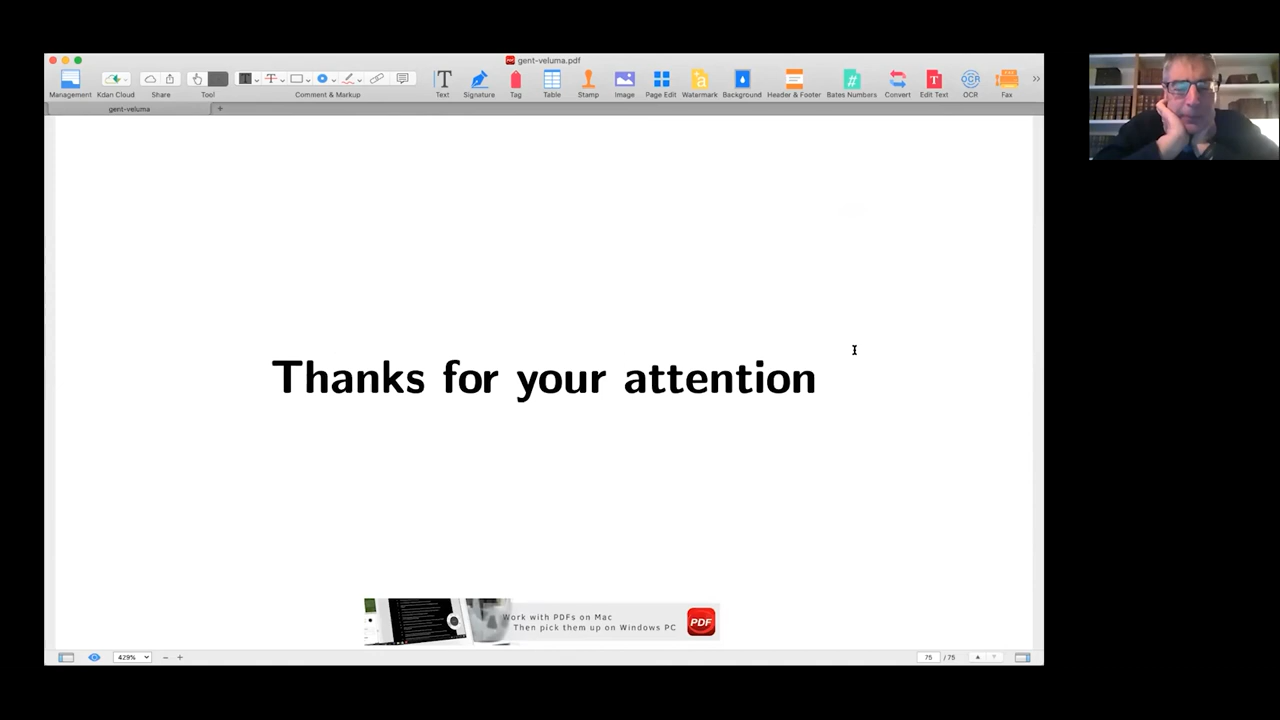 gent-veluma.pdf
Management
Kdan Cloud
Share
Tool
Comment & Markup
Text
Signature
Tag
Table
Stamp
Image
Page Edit
Watermark
Background
Header & Footer
Bates Numbers
Convert
Edit Text
OCR
Fax
gent-veluma
Thanks for your attention
Work with PDFs on Mac
Then pick them up on Windows PC
PDF
429%
75 / 75